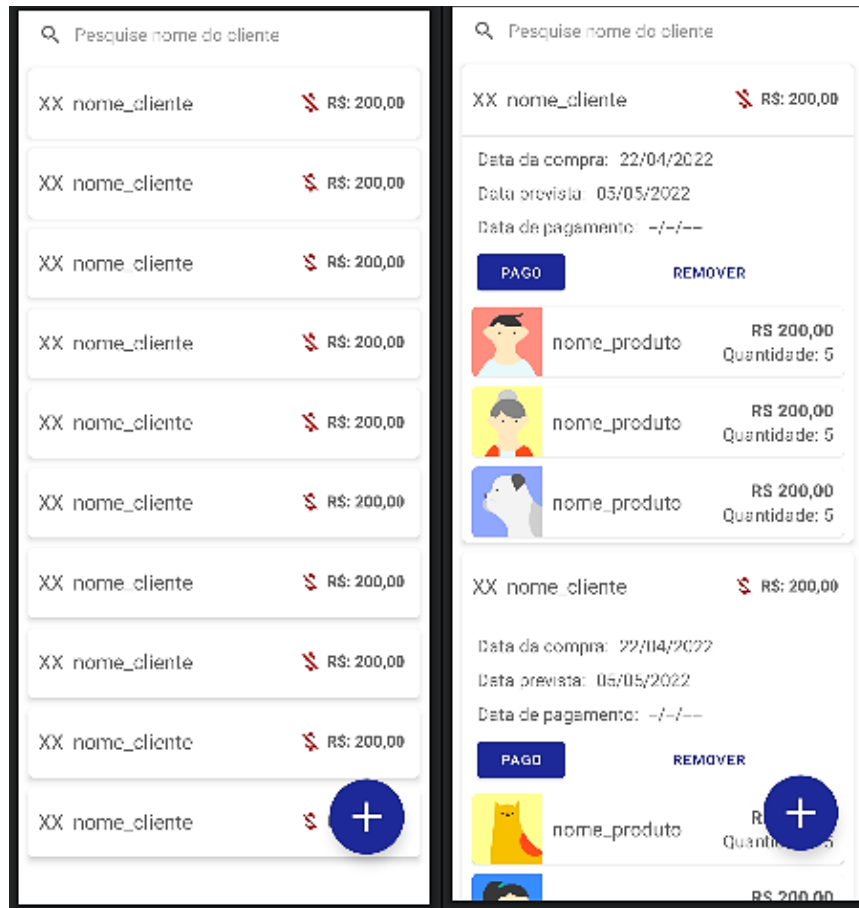 Pesquise nome do cliente
XX nome_cliente R$: 200,00
XX nome_cliente R$: 200,00
XX nome_cliente R$: 200,00
XX nome_cliente R$: 200,00
XX nome_cliente R$: 200,00
XX nome_cliente R$: 200,00
XX nome_cliente R$: 200,00
XX nome_cliente R$: 200,00
XX nome_cliente R$: 200,00
XX nome_cliente
Pesquise nome do cliente
XX nome_cliente R$: 200,00
Data da compra: 22/04/2022
Data prevista: 05/05/2022
Data de pagamento: -/-/--
PAGO REMOVER
nome_produto R$ 200,00
Quantidade: 5
nome_produto R$ 200,00
Quantidade: 5
nome_produto R$ 200,00
Quantidade: 5
XX nome_cliente R$: 200,00
Data da compra: 22/04/2022
Data prevista: 05/05/2022
Data de pagamento: -/-/--
PAGO REMOVER
nome_produto
R$ 200,00